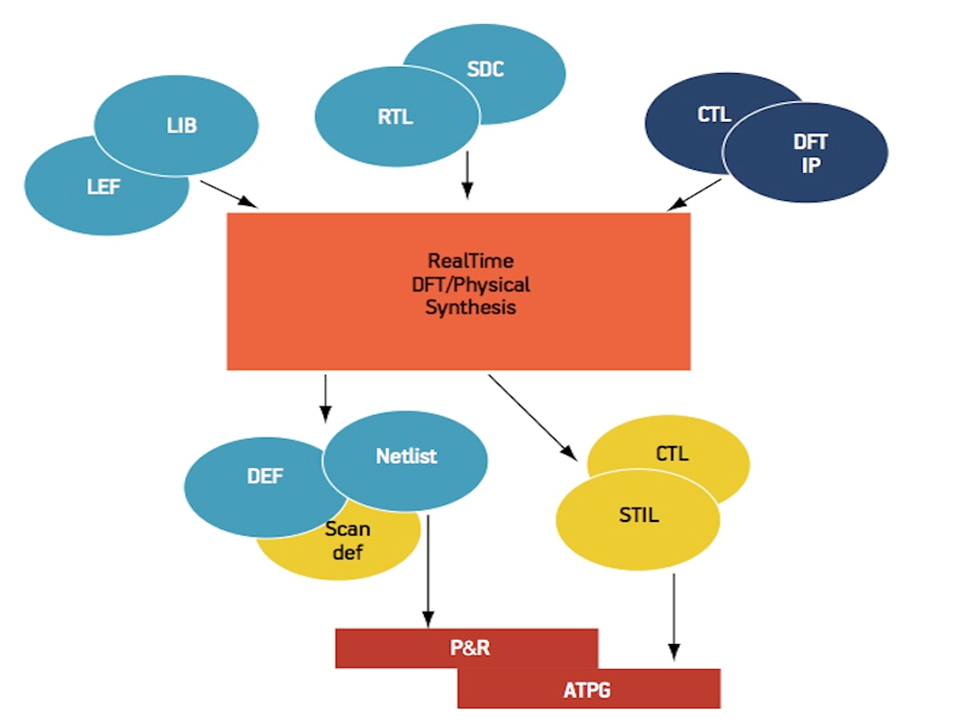 SDC
RTL
LIB
LEF
CTL
DFT
IP
RealTime
DFT/Physical
Synthesis
DEF
Netlist
Scan
def
CTL
STIL
P&R
ATPG